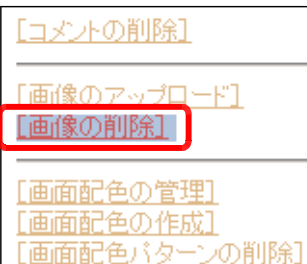 [コメントの削除]
[画像のアップロード]
[画像の削除]
[画面配色の管理]
[画面配色の作成]
[画面配色パターンの削除]